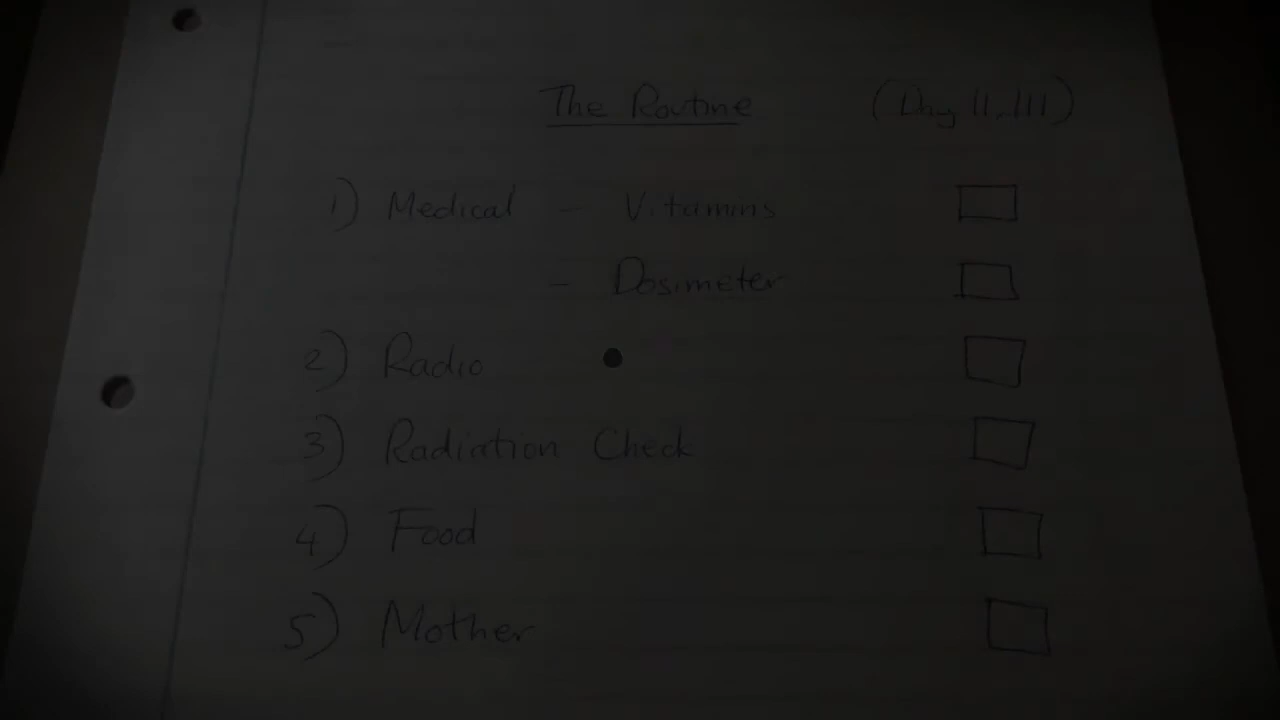 The Routine (Day 11,111)
1) Medical - Vitamins
- Dosimeter
2) Radio
3) Radiation Check
4) Food
5) Mother